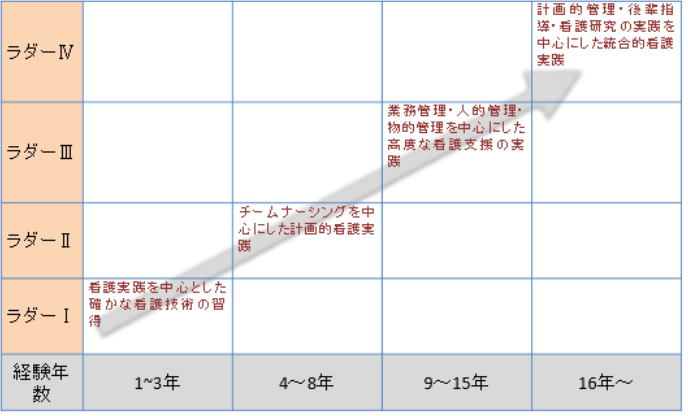 ラダーⅣ
計画的管理・後輩指
導・看護研究の実践を
中心にした統合的看護
実践
ラダーⅢ
業務管理・人的管理・
物的管理を中心にした
高度な看護支援の実
践
ラダーⅡ
チームナーシングを中
心にした計画的看護実
践
ラダーⅠ
看護実践を中心とした
確かな看護技術の習
得
経験年
数
1~3年
4～8年
9～15年
16年～